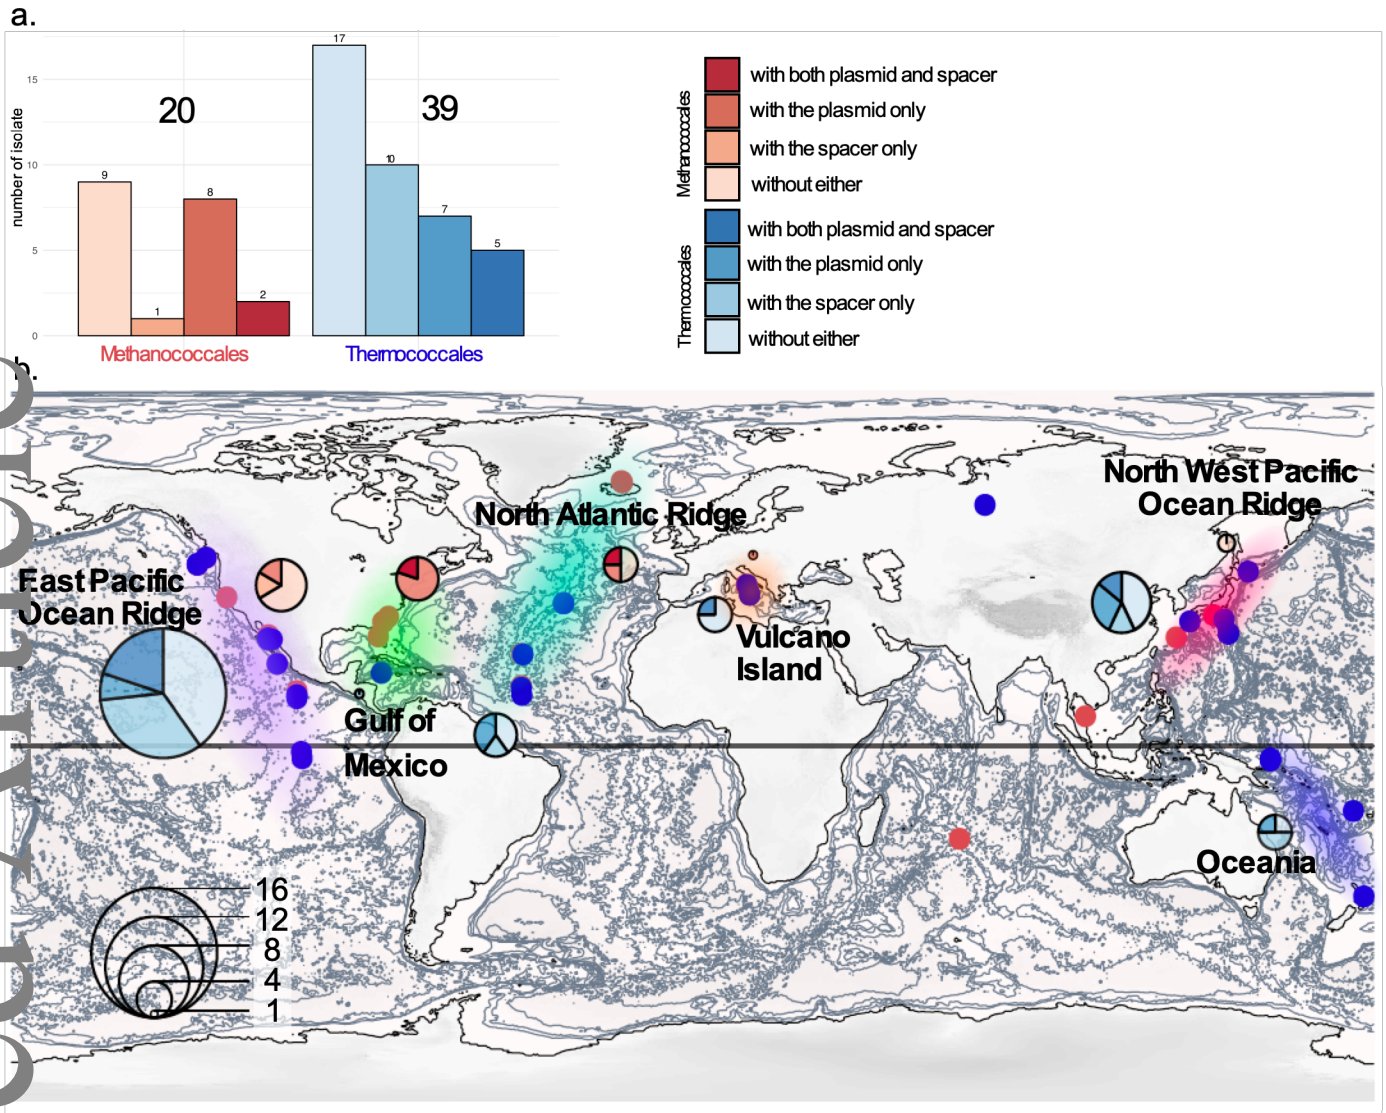 a.
number of isolate
15
10
5
0
20
39
9
1
8
2
17
10
7
5
Methanococcales
Thermococcales
Methanococcales
with both plasmid and spacer
with the plasmid only
with the spacer only
without either
Thermococcales
with both plasmid and spacer
with the plasmid only
with the spacer only
without either
b.
North West Pacific
Ocean Ridge
North Atlantic Ridge
East Pacific
Ocean Ridge
Vulcano
Island
Gulf of
Mexico
Oceania
16
12
8
4
1